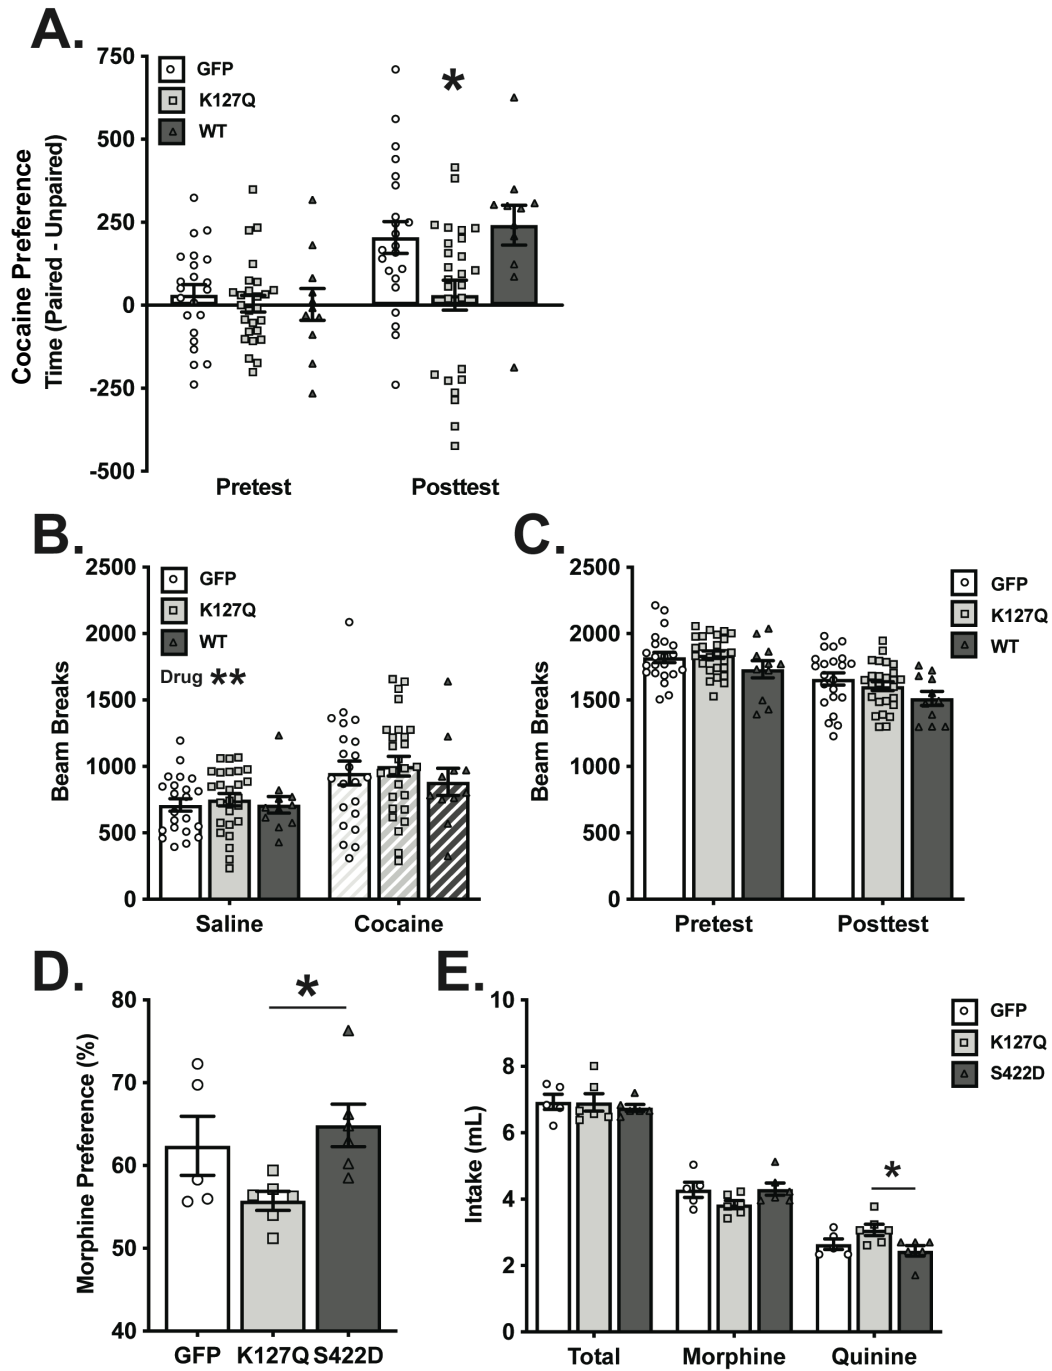 A.
750
500
250
0
-250
-500
Cocaine Preference
Time (Paired - Unpaired)
GFP
K127Q
WT
*
Pretest
Posttest
B.
2500
2000
1500
1000
500
0
Beam Breaks
GFP
K127Q
WT
Drug **
Saline
Cocaine
C.
2500
2000
1500
1000
500
0
Beam Breaks
GFP
K127Q
WT
Pretest
Posttest
D.
80
70
60
50
40
Morphine Preference (%)
*
GFP
K127Q
S422D
E.
10
8
6
4
2
0
Intake (mL)
GFP
K127Q
S422D
*
Total
Morphine
Quinine